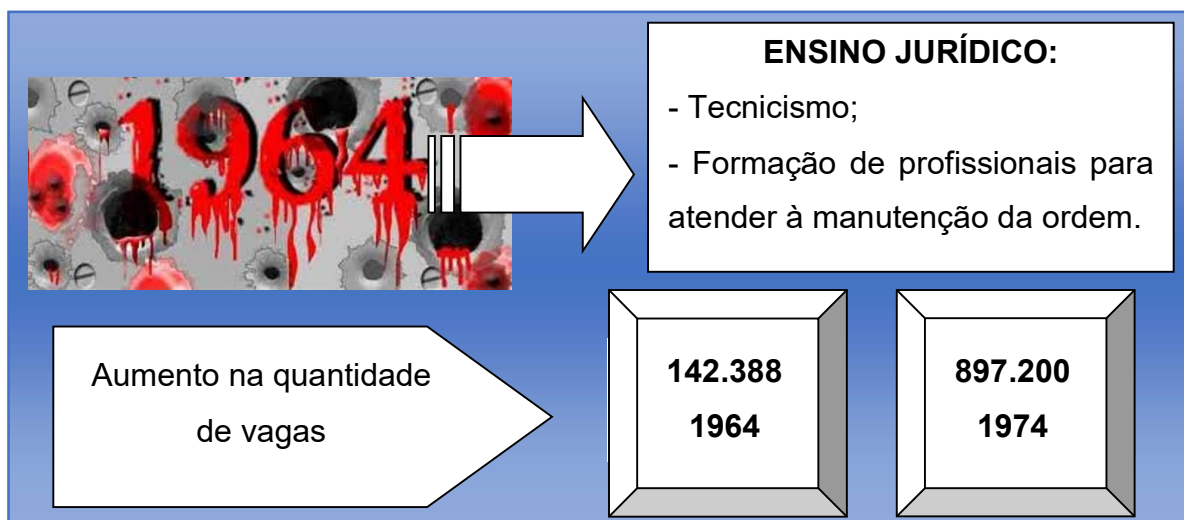 1964
ENSINO JURÍDICO:
- Tecnicismo;
- Formação de profissionais para
atender à manutenção da ordem.
Aumento na quantidade
de vagas
142.388
1964
897.200
1974